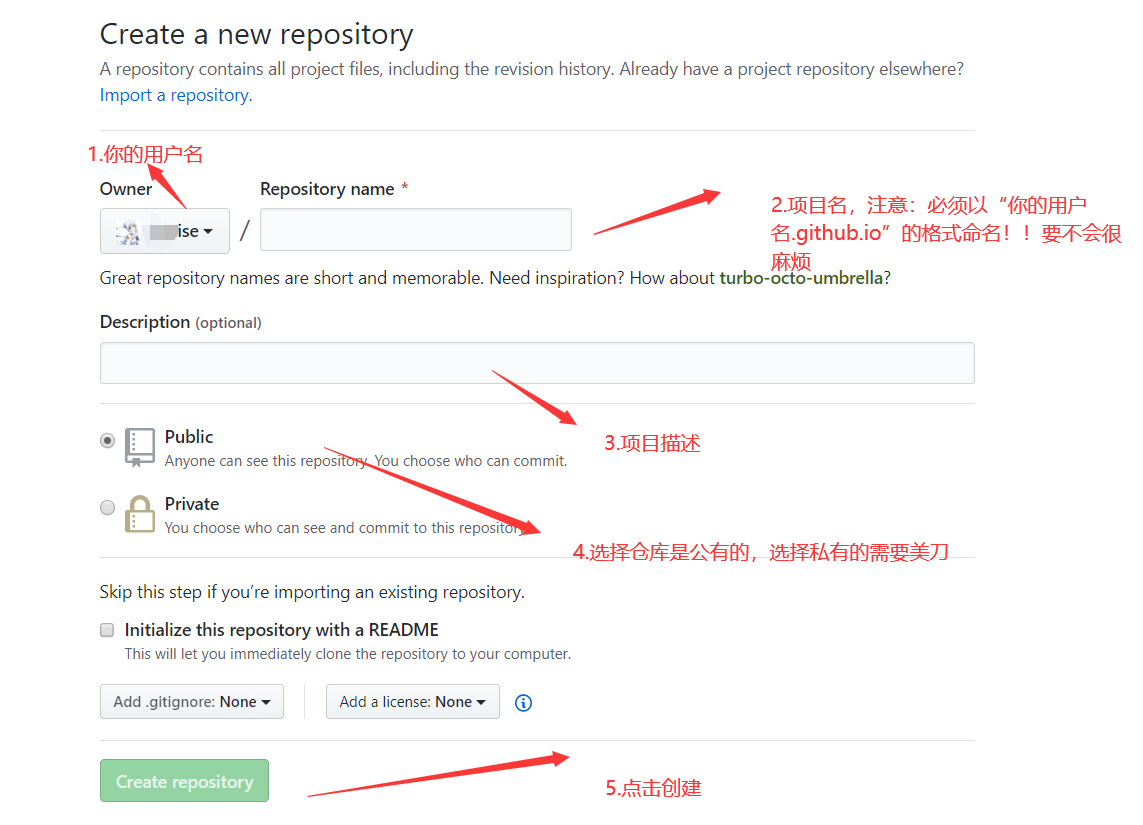 Create a new repository
A repository contains all project files, including the revision history. Already have a project repository elsewhere?
Import a repository.
1.你的用户名
Owner
Repository name *
ise
/
2.项目名，注意：必须以“你的用户
名.github.io”的格式命名！！要不会很
麻烦
Great repository names are short and memorable. Need inspiration? How about turbo-octo-umbrella?
Description (optional)
Public
Anyone can see this repository. You choose who can commit.
3.项目描述
Private
You choose who can see and commit to this repository.
4.选择仓库是公有的，选择私有的需要美刀
Skip this step if you’re importing an existing repository.
Initialize this repository with a README
This will let you immediately clone the repository to your computer.
Add .gitignore: None
Add a license: None
Create repository
5.点击创建